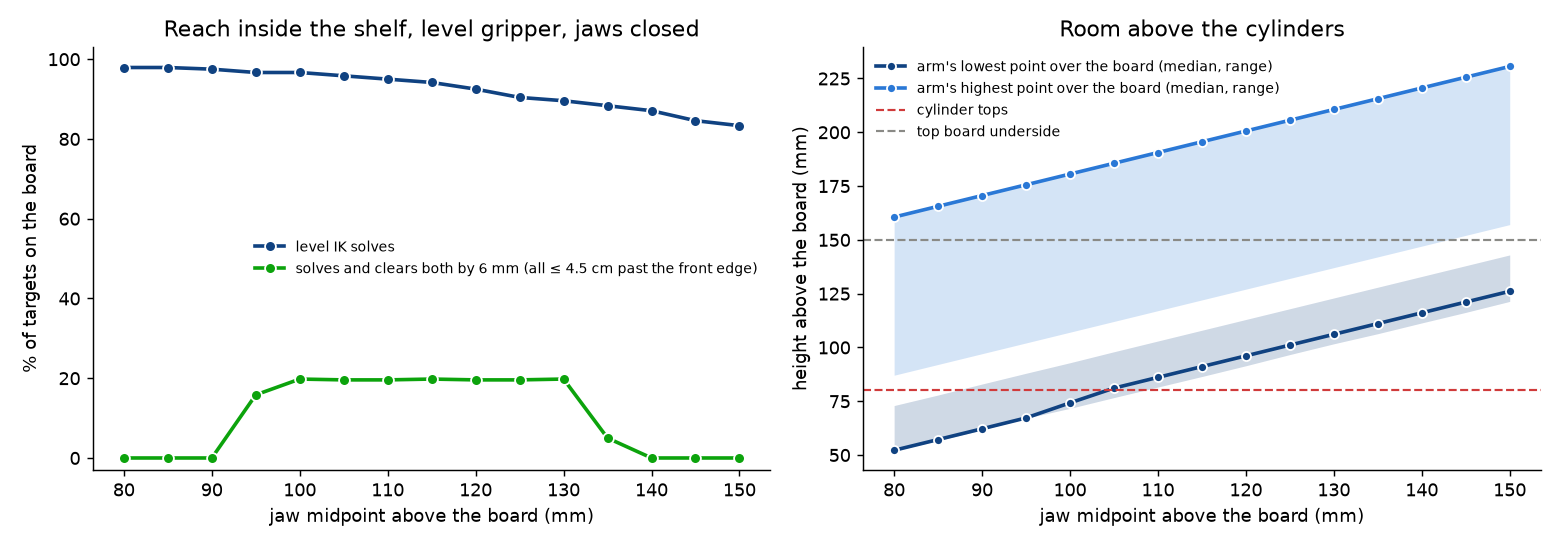 Reach inside the shelf, level gripper, jaws closed
% of targets on the board
100
80
60
40
20
0
level IK solves
solves and clears both by 6 mm (all ≤ 4.5 cm past the front edge)
80 90 100 110 120 130 140 150
jaw midpoint above the board (mm)
Room above the cylinders
height above the board (mm)
225
200
175
150
125
100
75
50
arm's lowest point over the board (median, range)
arm's highest point over the board (median, range)
cylinder tops
top board underside
80 90 100 110 120 130 140 150
jaw midpoint above the board (mm)